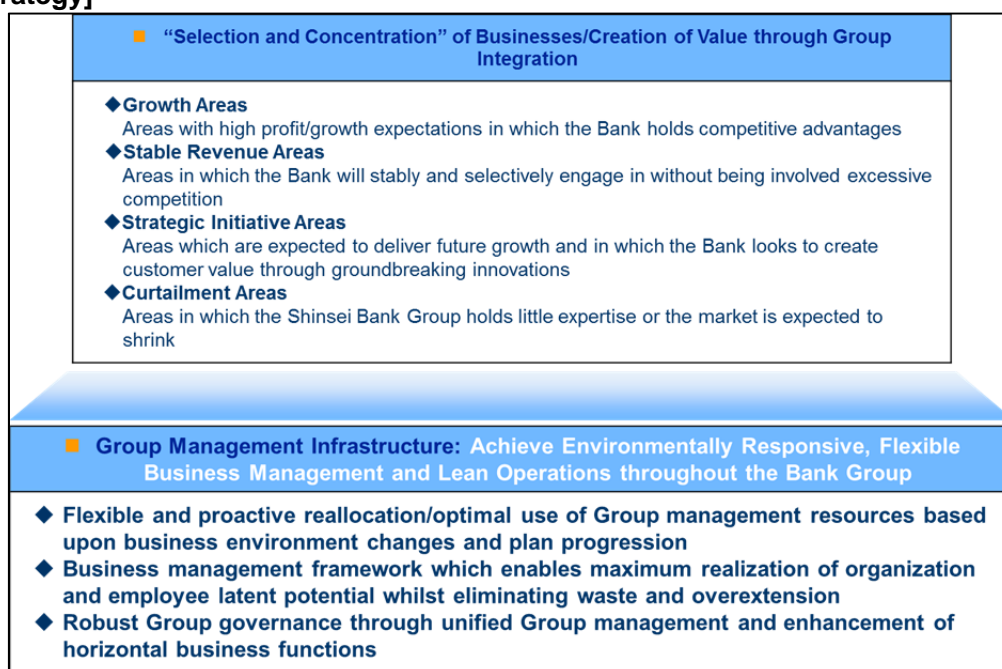 rategy]
■ “Selection and Concentration” of Businesses/Creation of Value through Group
Integration
◆Growth Areas
Areas with high profit/growth expectations in which the Bank holds competitive advantages
◆Stable Revenue Areas
Areas in which the Bank will stably and selectively engage in without being involved excessive
competition
◆Strategic Initiative Areas
Areas which are expected to deliver future growth and in which the Bank looks to create
customer value through groundbreaking innovations
◆Curtailment Areas
Areas in which the Shinsei Bank Group holds little expertise or the market is expected to
shrink
■ Group Management Infrastructure: Achieve Environmentally Responsive, Flexible
Business Management and Lean Operations throughout the Bank Group
◆ Flexible and proactive reallocation/optimal use of Group management resources based
upon business environment changes and plan progression
◆ Business management framework which enables maximum realization of organization
and employee latent potential whilst eliminating waste and overextension
◆ Robust Group governance through unified Group management and enhancement of
horizontal business functions